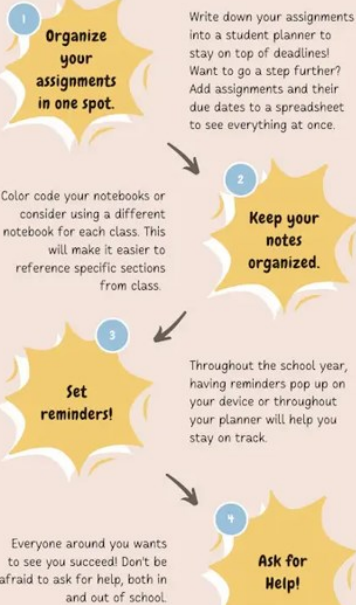 1
Organize
your
assignments
in one spot.
Write down your assignments
into a student planner to
stay on top of deadlines!
Want to go a step further?
Add assignments and their
due dates to a spreadsheet
to see everything at once.
2
Keep your
notes
organized.
Color code your notebooks or
consider using a different
notebook for each class. This
will make it easier to
reference specific sections
from class.
3
Set
reminders!
Throughout the school year,
having reminders pop up on
your device or throughout
your planner will help you
stay on track.
4
Ask for
Help!
Everyone around you wants
to see you succeed! Don't be
afraid to ask for help, both in
and out of school.